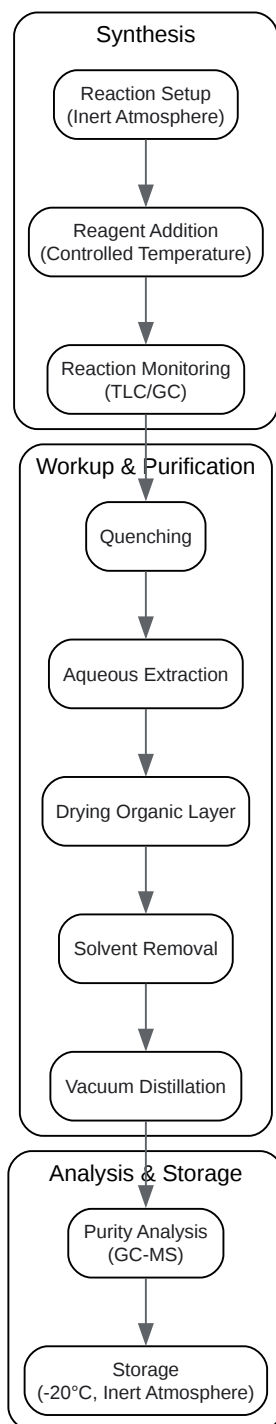 Synthesis
Reaction Setup
(Inert Atmosphere)
Reagent Addition
(Controlled Temperature)
Reaction Monitoring
(TLC/GC)
Workup & Purification
Quenching
Aqueous Extraction
Drying Organic Layer
Solvent Removal
Vacuum Distillation
Analysis & Storage
Purity Analysis
(GC-MS)
Storage
(-20°C, Inert Atmosphere)